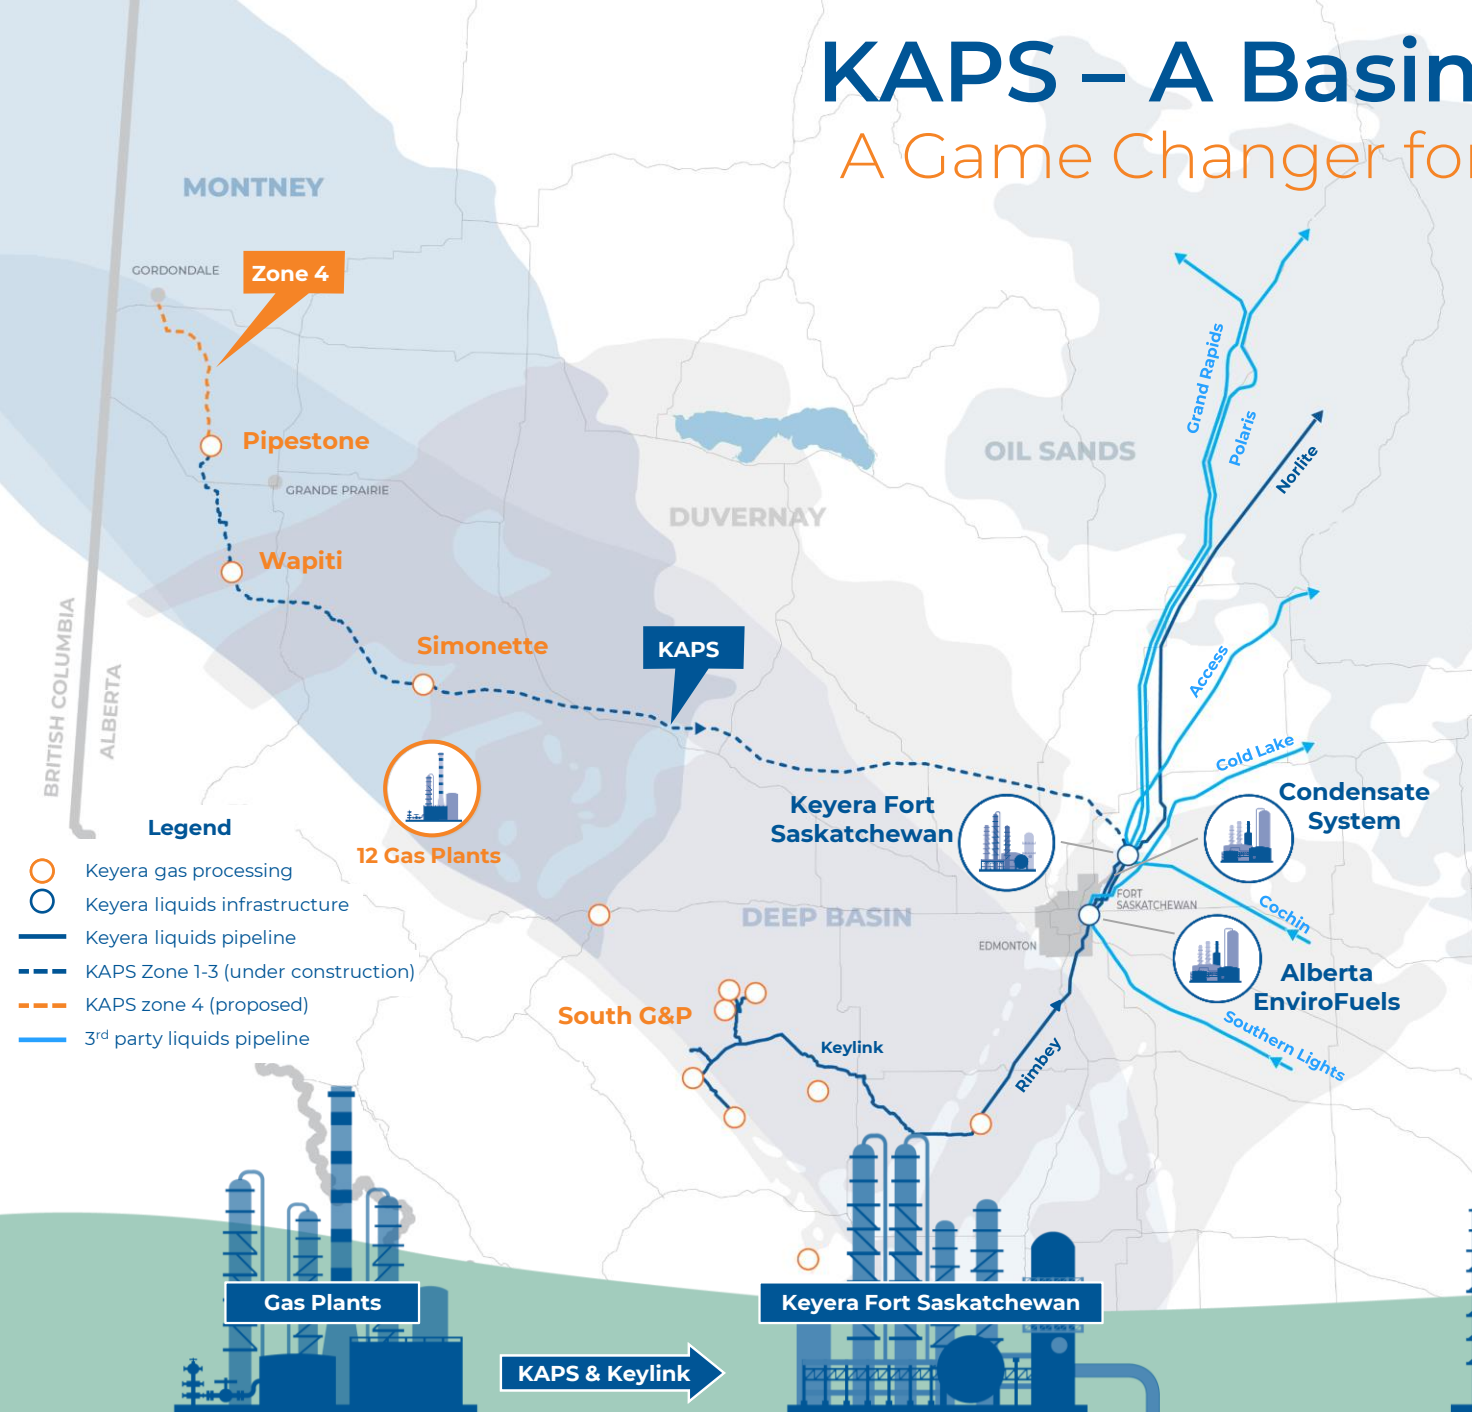 KAPS – A Basin
A Game Changer for
MONTNEY
GORDONDALE
Zone 4
Pipestone
GRANDE PRAIRIE
Wapiti
Simonette
KAPS
DUVERNAY
OIL SANDS
Grand Rapids
Polaris
Norlite
Access
Cold Lake
BRITISH COLUMBIA
ALBERTA
12 Gas Plants
Keyera Fort
Saskatchewan
Condensate
System
FORT
SASKATCHEWAN
Cochin
EDMONTON
DEEP BASIN
Alberta
EnviroFuels
Southern Lights
South G&P
Keylink
Rimbey
Legend
Keyera gas processing
Keyera liquids infrastructure
Keyera liquids pipeline
KAPS Zone 1-3 (under construction)
KAPS zone 4 (proposed)
3rd party liquids pipeline
Gas Plants
Keyera Fort Saskatchewan
KAPS & Keylink